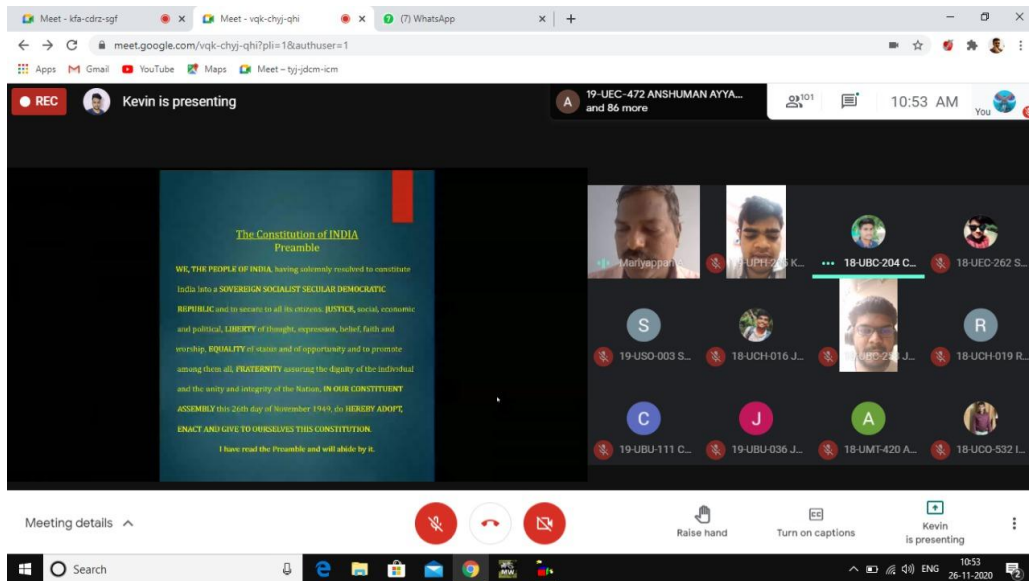 Meet - kfa-cdrz-sgf
Meet - vqk-chyj-qhi
(7) WhatsApp
meet.google.com/vqk-chyj-qhi?pli=1&authuser=1
Apps
Gmail
YouTube
Maps
Meet – tyj-jdcm-icm
REC
Kevin is presenting
A
19-UEC-472 ANSHUMAN AYYA...
and 86 more
101
10:53 AM
You
The Constitution of INDIA
Preamble
WE, THE PEOPLE OF INDIA, having solemnly resolved to constitute
India into a SOVEREIGN SOCIALIST SECULAR DEMOCRATIC
REPUBLIC and to secure to all its citizens, JUSTICE, social, economic
and political, LIBERTY of thought, expression, belief, faith and
worship, EQUALITY of status and of opportunity and to promote
among them all, FRATERNITY assuring the dignity of the individual
and the unity and integrity of the Nation, IN OUR CONSTITUENT
ASSEMBLY this 26th day of November 1949, do HEREBY ADOPT,
ENACT AND GIVE TO OURSELVES THIS CONSTITUTION.
I have read the Preamble and will abide by it.
Mariyappan
K...
18-UBC-204 C...
18-UEC-262 S...
S
R
19-USO-003 S...
18-UCH-016 J...
J...
18-UCH-019 R...
C
J
A
19-UBU-111 C...
19-UBU-036 J...
18-UMT-420 A...
18-UCO-532 I...
Meeting details
Raise hand
CC
Turn on captions
Kevin
is presenting
Search
MW
ENG
10:53
26-11-2020
2